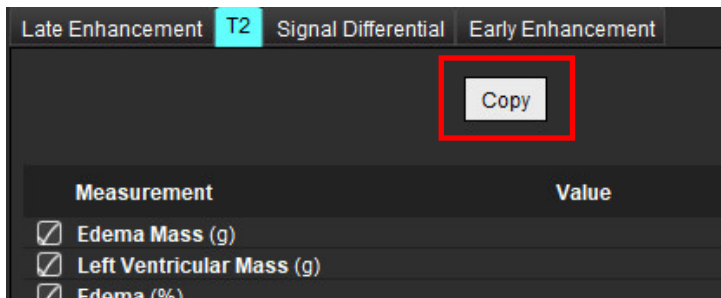 Late Enhancement T2 Signal Differential Early Enhancement
Copy
Measurement Value
Edema Mass (g)
Left Ventricular Mass (g)
Edema (%)